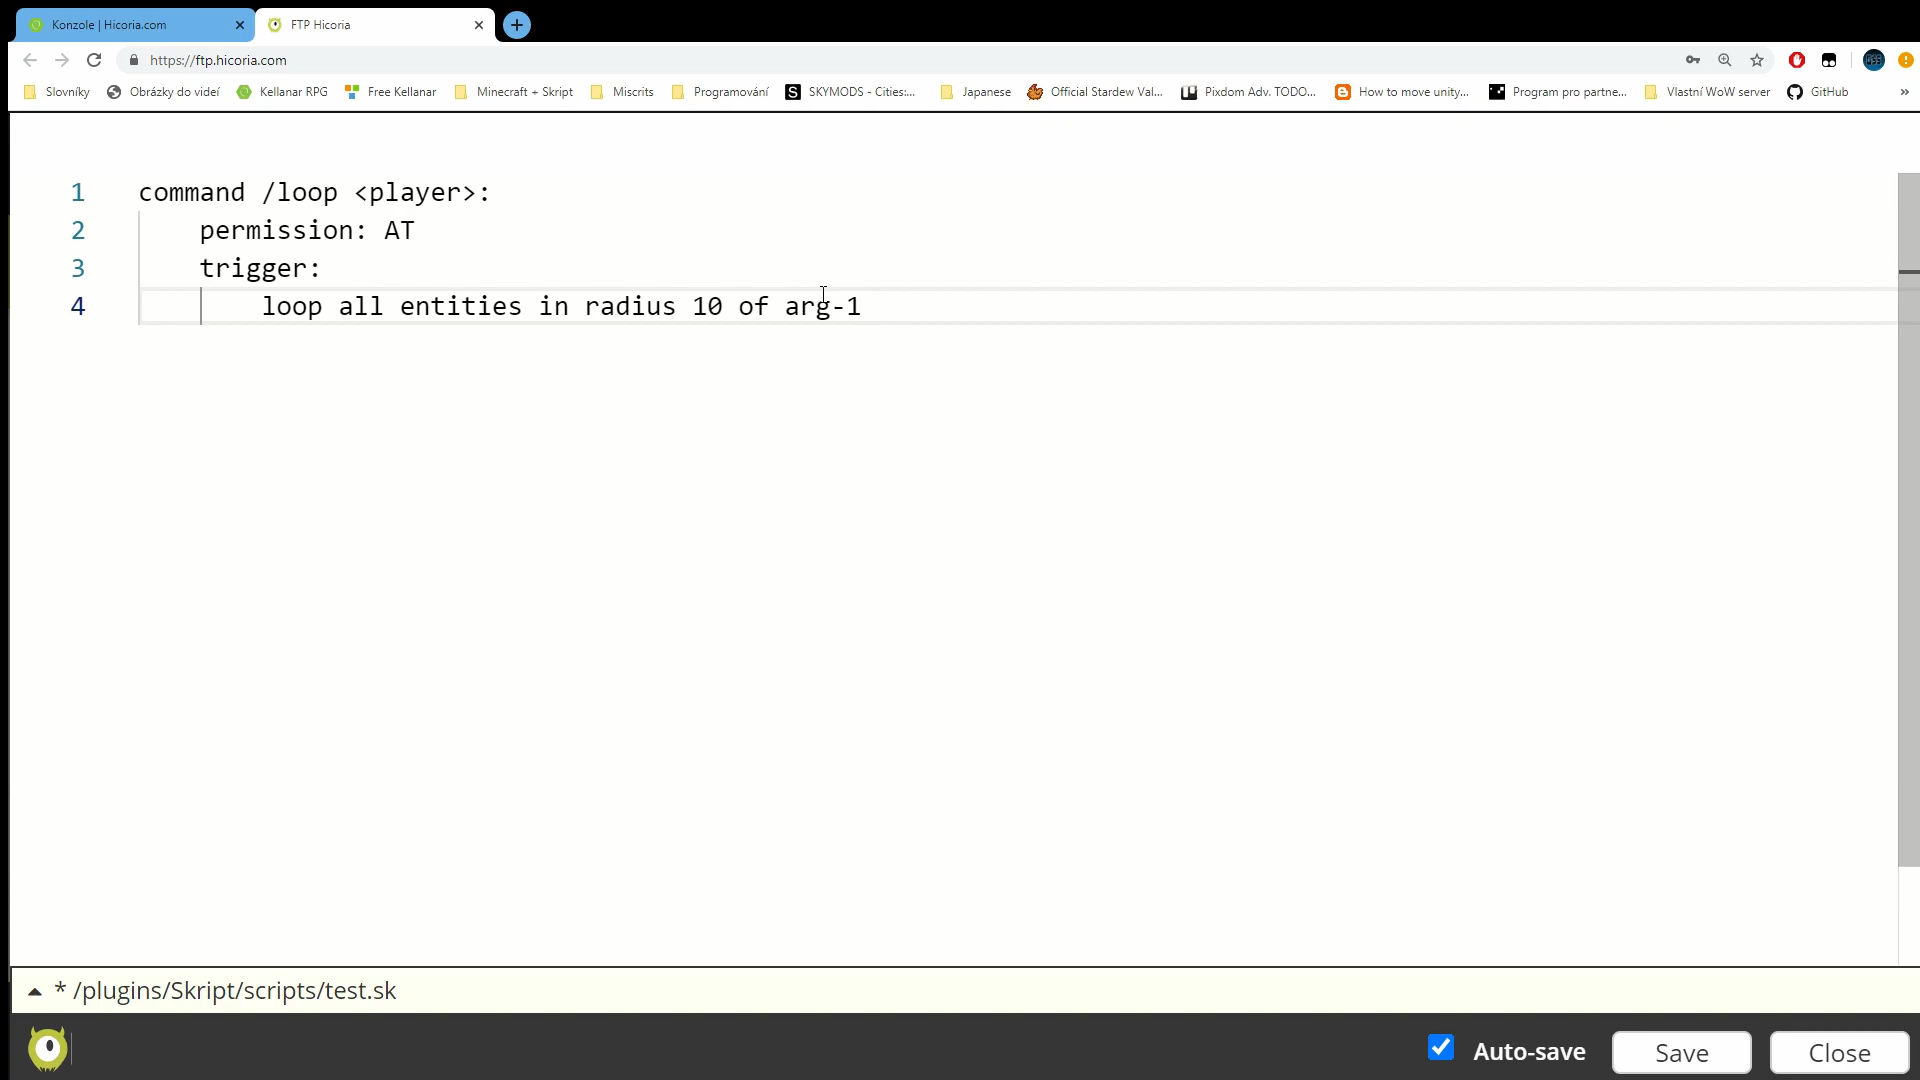 Konzole | Hicoria.com
FTP Hicoria
https://ftp.hicoria.com
Slovníky Obrázky do videí Kellanar RPG Free Kellanar Minecraft + Skript Miscrits Programování SKYMODS - Cities:... Japanese Official Stardew Val... Pixdom Adv. TODO... How to move unity... Program pro partne... Vlastní WoW server GitHub »
1 command /loop <player>:
2 permission: AT
3 trigger:
4 loop all entities in radius 10 of arg-1
* /plugins/Skript/scripts/test.sk
Auto-save Save Close